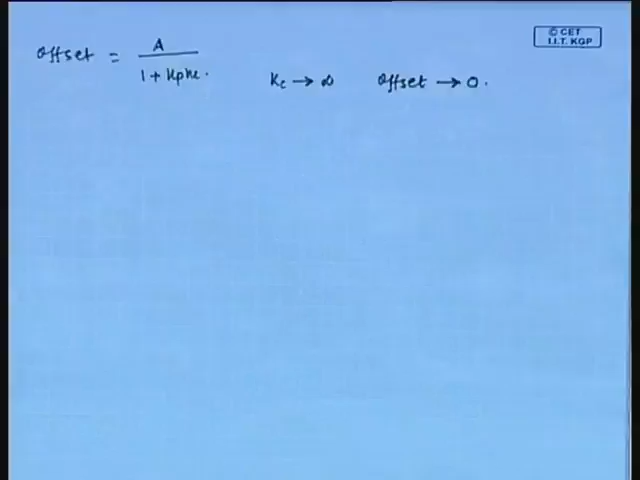 © CET
I.I.T. KGP
Offset = A / 1 + KpKc.
Kc → ∞ Offset → 0.